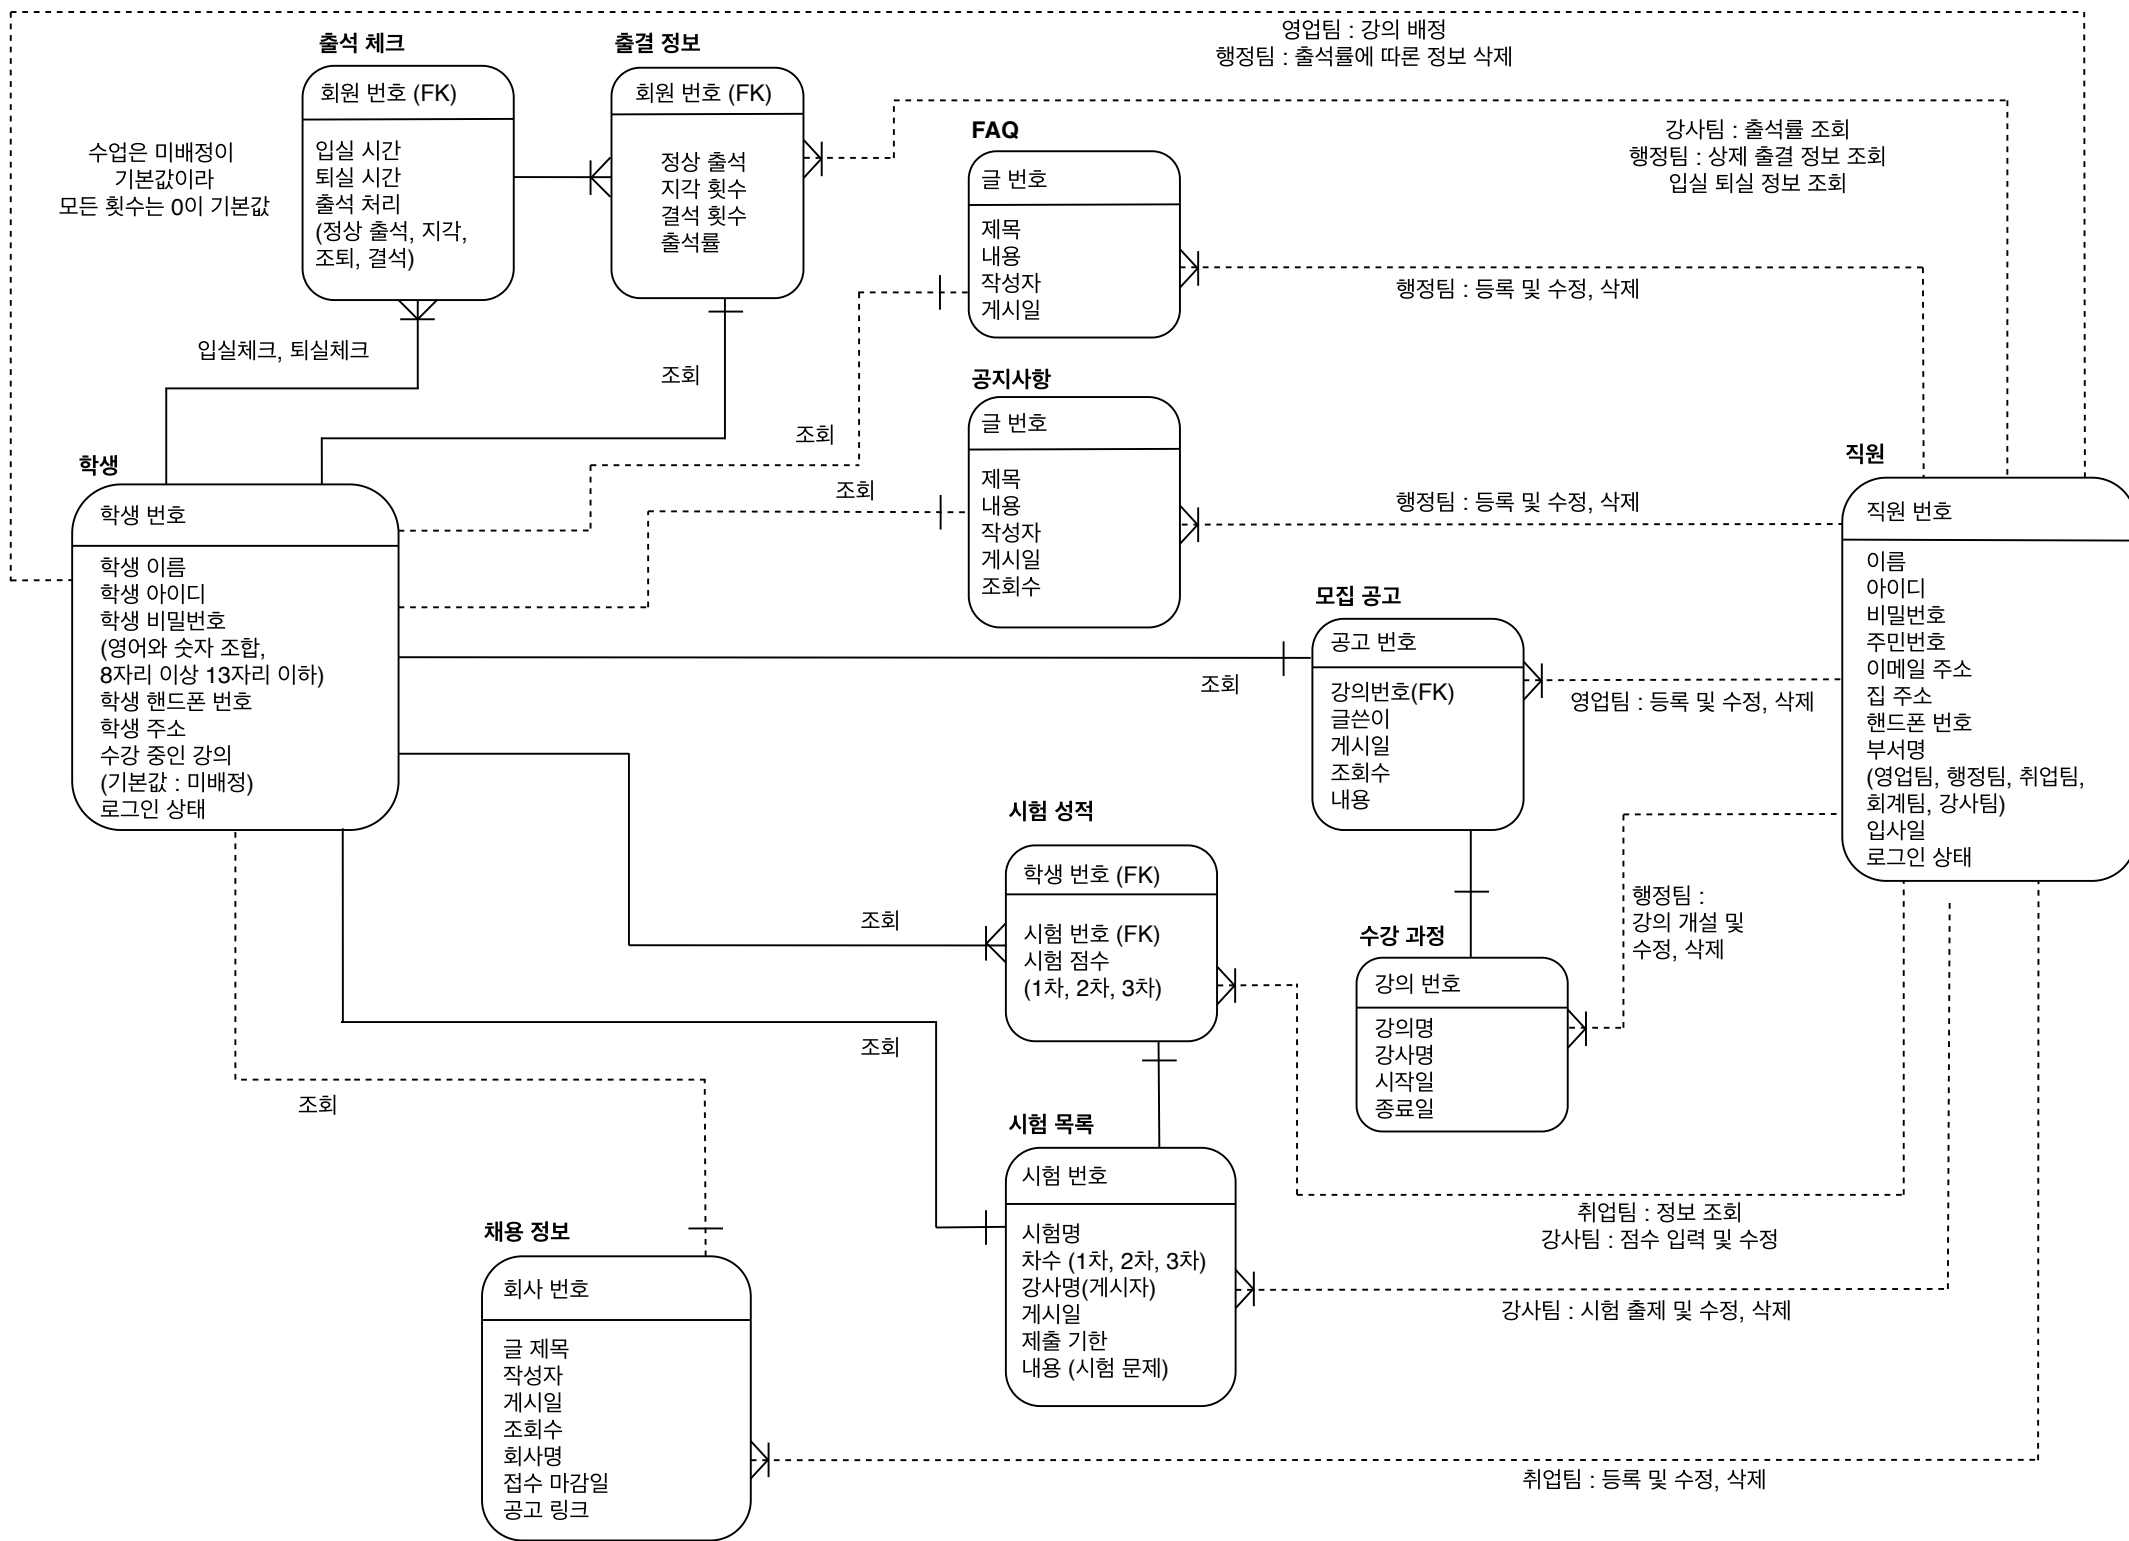 영업팀 : 강의 배정
행정팀 : 출석률에 따론 정보 삭제
출석 체크
회원 번호 (FK)
입실 시간
퇴실 시간
출석 처리
(정상 출석, 지각,
조퇴, 결석)
출결 정보
회원 번호 (FK)
정상 출석
지각 횟수
결석 횟수
출석률
수업은 미배정이
기본값이라
모든 횟수는 0이 기본값
강사팀 : 출석률 조회
행정팀 : 상제 출결 정보 조회
입실 퇴실 정보 조회
FAQ
글 번호
제목
내용
작성자
게시일
행정팀 : 등록 및 수정, 삭제
입실체크, 퇴실체크
조회
조회
공지사항
글 번호
제목
내용
작성자
게시일
조회수
조회
행정팀 : 등록 및 수정, 삭제
학생
학생 번호
학생 이름
학생 아이디
학생 비밀번호
(영어와 숫자 조합,
8자리 이상 13자리 이하)
학생 핸드폰 번호
학생 주소
수강 중인 강의
(기본값 : 미배정)
로그인 상태
직원
직원 번호
이름
아이디
비밀번호
주민번호
이메일 주소
집 주소
핸드폰 번호
부서명
(영업팀, 행정팀, 취업팀,
회계팀, 강사팀)
입사일
로그인 상태
모집 공고
공고 번호
강의번호(FK)
글쓴이
게시일
조회수
내용
조회
영업팀 : 등록 및 수정, 삭제
시험 성적
학생 번호 (FK)
시험 번호 (FK)
시험 점수
(1차, 2차, 3차)
조회
행정팀 :
강의 개설 및
수정, 삭제
수강 과정
강의 번호
강의명
강사명
시작일
종료일
조회
조회
시험 목록
시험 번호
시험명
차수 (1차, 2차, 3차)
강사명(게시자)
게시일
제출 기한
내용 (시험 문제)
취업팀 : 정보 조회
강사팀 : 점수 입력 및 수정
강사팀 : 시험 출제 및 수정, 삭제
채용 정보
회사 번호
글 제목
작성자
게시일
조회수
회사명
접수 마감일
공고 링크
취업팀 : 등록 및 수정, 삭제